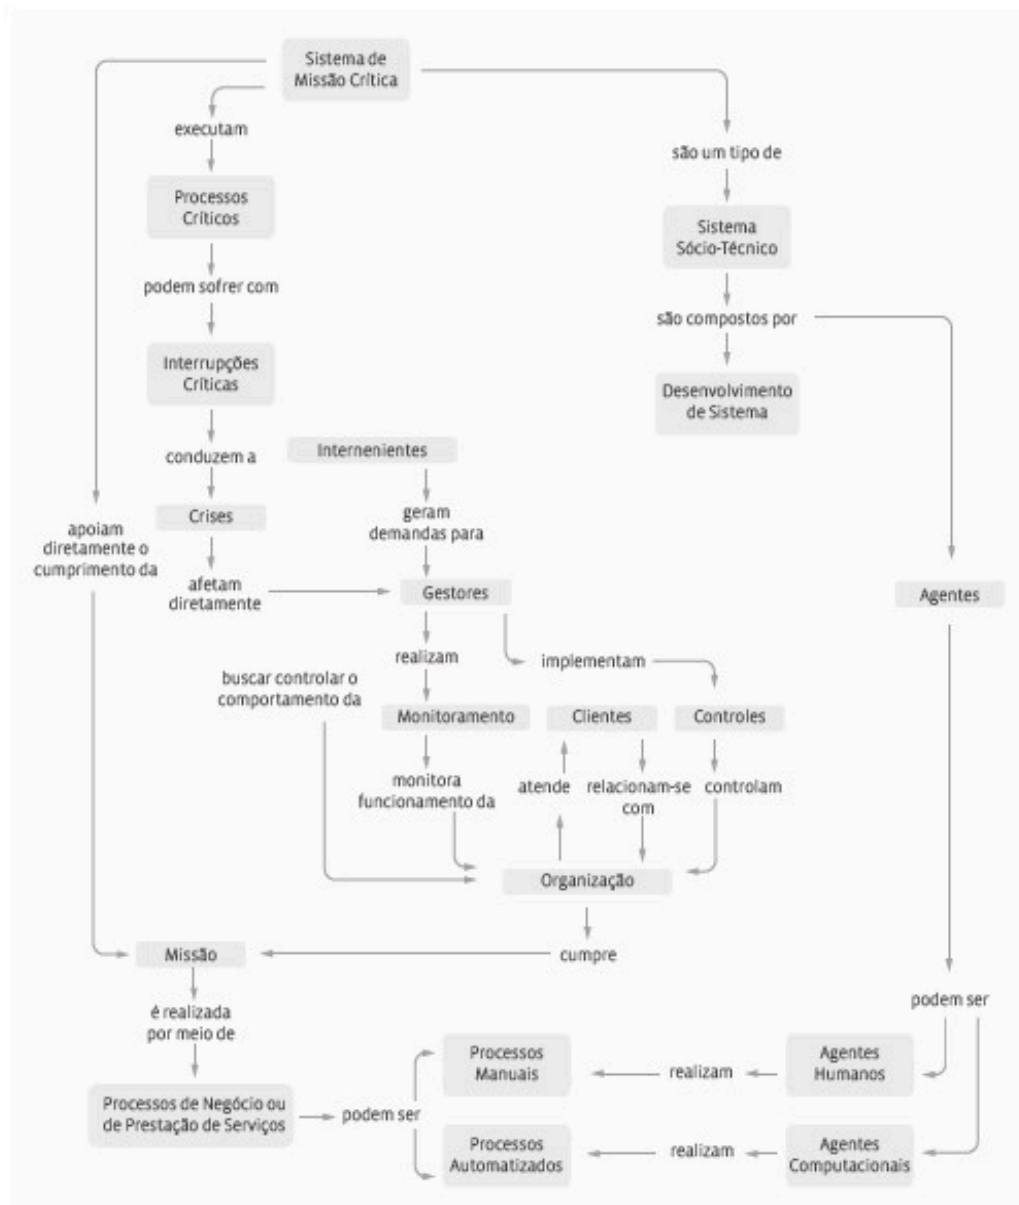 Sistema de
Missão Crítica
executam
são um tipo de
Processos
Críticos
Sistema
Sócio-Técnico
podem sofrer com
são compostos por
Interrupções
Críticas
Desenvolvimento
de Sistema
conduzem a
Internenientes
Crises
geram
demandas para
apoiam
diretamente o
cumprimento da
afetam
diretamente
Gestores
Agentes
realizam
implementam
buscar controlar o
comportamento da
Monitoramento
Clientes
Controles
monitora
funcionamento da
atende
relacionam-se
com
controlam
Organização
Missão
cumpre
é realizada
por meio de
podem ser
Processos
Manuais
realizam
Agentes
Humanos
Processos de Negócio ou
de Prestação de Serviços
podem ser
Processos
Automatizados
realizam
Agentes
Computacionais